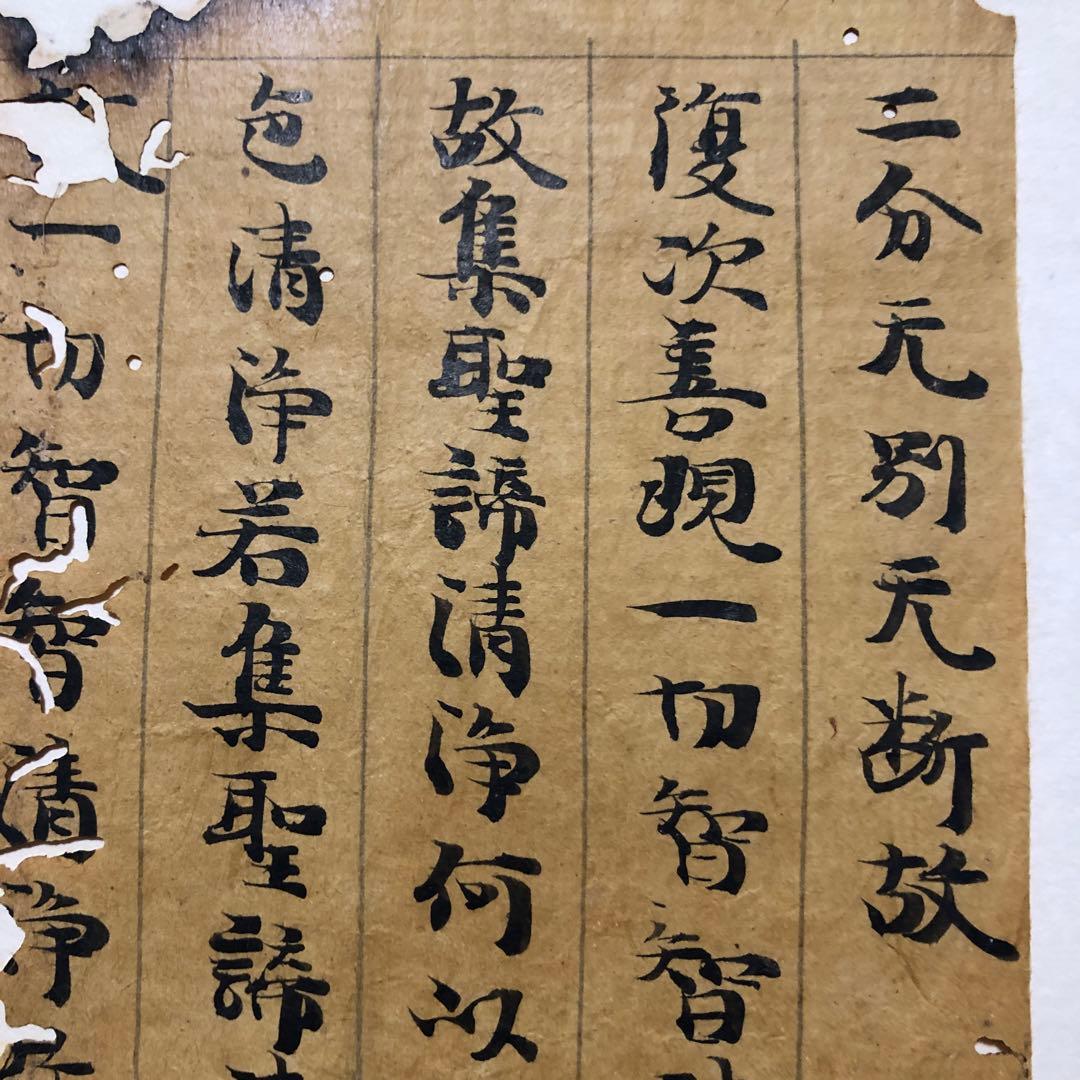 二分无別无斷故
復次善現一切智智
故集聖諦清淨何以
色清淨若集聖諦
一切智智清淨